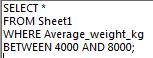 SELECT *
FROM Sheet1
WHERE Average_weight_kg
BETWEEN 4000 AND 8000;